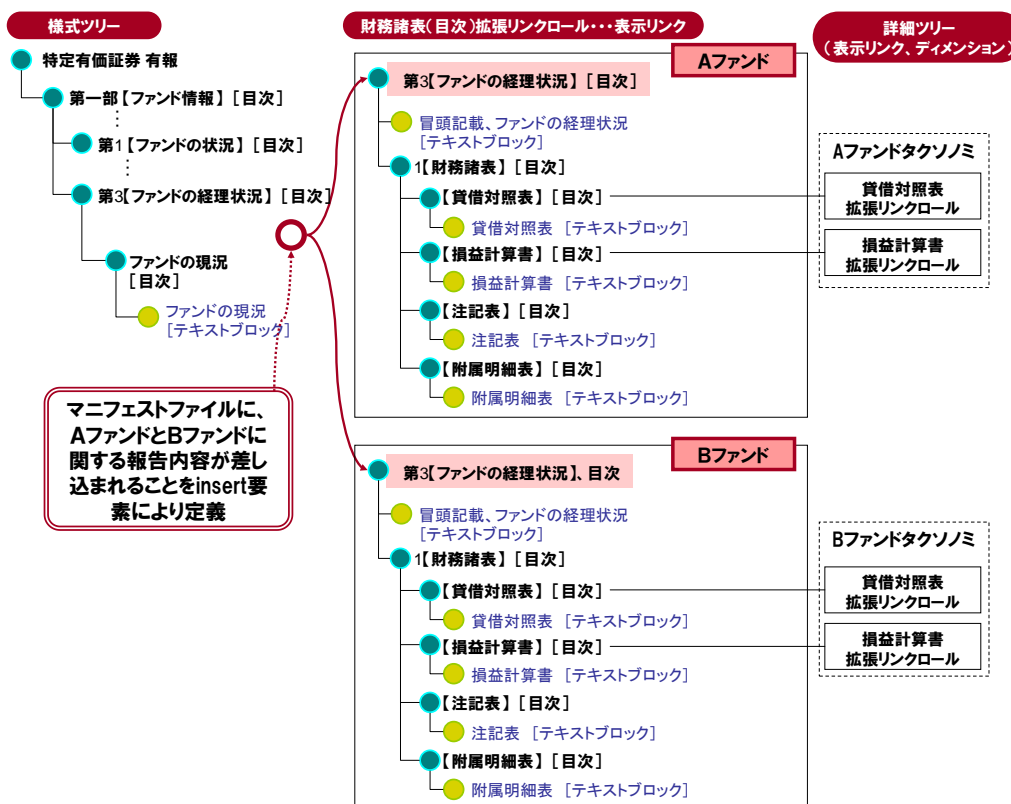 様式ツリー
特定有価証券 有報
第一部【ファンド情報】 [目次]
⋮
第1【ファンドの状況】 [目次]
⋮
第3【ファンドの経理状況】 [目次]
ファンドの現況
[目次]
ファンドの現況
[テキストブロック]
マニフェストファイルに、
AファンドとBファンドに
関する報告内容が差し
込まれることをinsert要
素により定義
財務諸表(目次)拡張リンクロール・・・表示リンク
Aファンド
第3【ファンドの経理状況】 [目次]
冒頭記載、ファンドの経理状況
[テキストブロック]
1【財務諸表】 [目次]
【貸借対照表】 [目次]
貸借対照表 [テキストブロック]
【損益計算書】 [目次]
損益計算書 [テキストブロック]
【注記表】 [目次]
注記表 [テキストブロック]
【附属明細表】 [目次]
附属明細表 [テキストブロック]
Bファンド
第3【ファンドの経理状況】、目次
冒頭記載、ファンドの経理状況
[テキストブロック]
1【財務諸表】 [目次]
【貸借対照表】 [目次]
貸借対照表 [テキストブロック]
【損益計算書】 [目次]
損益計算書 [テキストブロック]
【注記表】 [目次]
注記表 [テキストブロック]
【附属明細表】 [目次]
附属明細表 [テキストブロック]
詳細ツリー
(表示リンク、ディメンション)
Aファンドタクソノミ
貸借対照表
拡張リンクロール
損益計算書
拡張リンクロール
Bファンドタクソノミ
貸借対照表
拡張リンクロール
損益計算書
拡張リンクロール